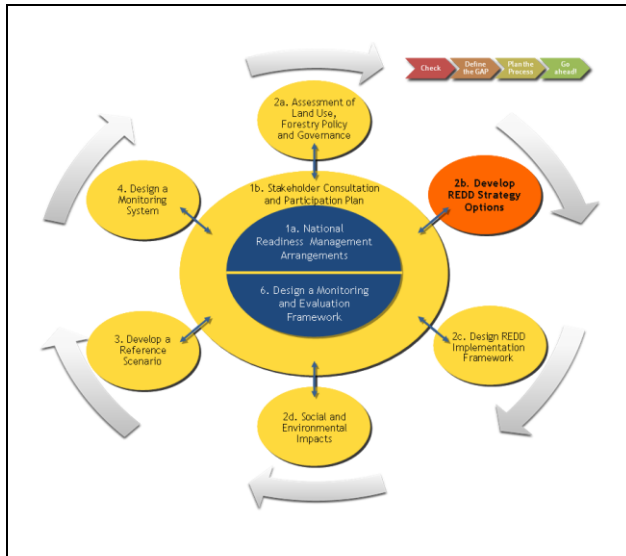 Check
Define
the GAP
Plan the
Process
Go
ahead!
2a. Assessment of
Land Use,
Forestry Policy
and Governance
1b. Stakeholder Consultation
and Participation Plan
2b. Develop
REDD Strategy
Options
4. Design a
Monitoring
System
1a. National
Readiness Management
Arrangements
6. Design a Monitoring
and Evaluation
Framework
3. Develop a
Reference
Scenario
2c. Design REDD
Implementation
Framework
2d. Social and
Environmental
Impacts